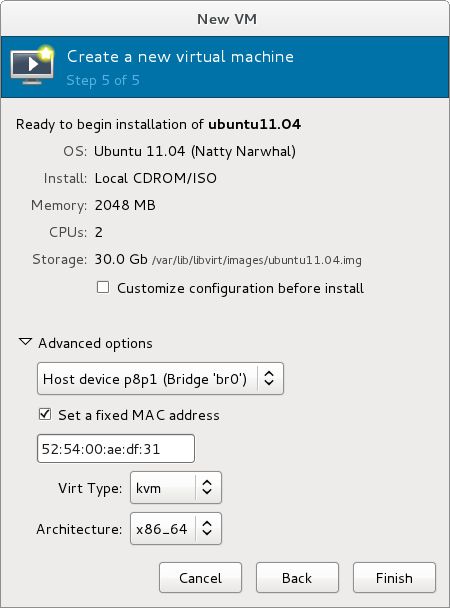 New VM
Create a new virtual machine
Step 5 of 5
Ready to begin installation of ubuntu11.04
OS: Ubuntu 11.04 (Natty Narwhal)
Install: Local CDROM/ISO
Memory: 2048 MB
CPUs: 2
Storage: 30.0 Gb /var/lib/libvirt/images/ubuntu11.04.img
Customize configuration before install
Advanced options
Host device p8p1 (Bridge 'br0')
Set a fixed MAC address
52:54:00:ae:df:31
Virt Type: kvm
Architecture: x86_64
Cancel Back Finish